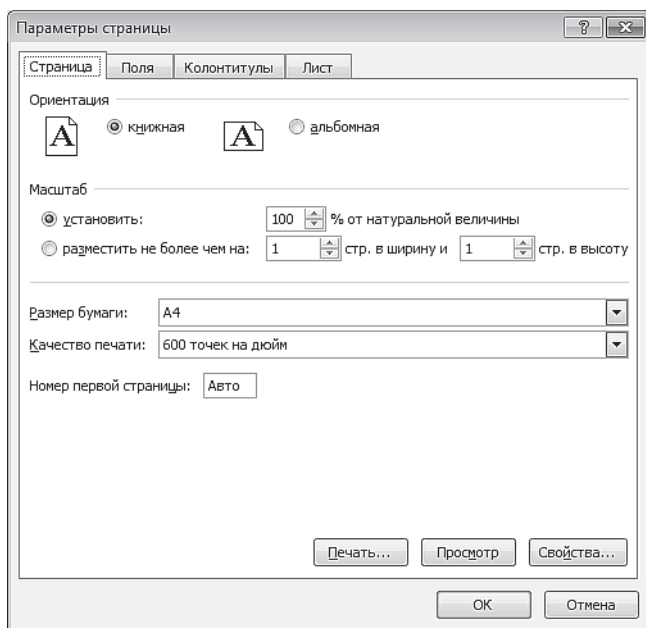 Параметры страницы
Страница Поля Колонтитулы Лист
Ориентация
A книжная A альбомная
Масштаб
установить: 100 % от натуральной величины
разместить не более чем на: 1 стр. в ширину и 1 стр. в высоту
Размер бумаги: A4
Качество печати: 600 точек на дюйм
Номер первой страницы: Авто
Печать... Просмотр Свойства...
ОК Отмена